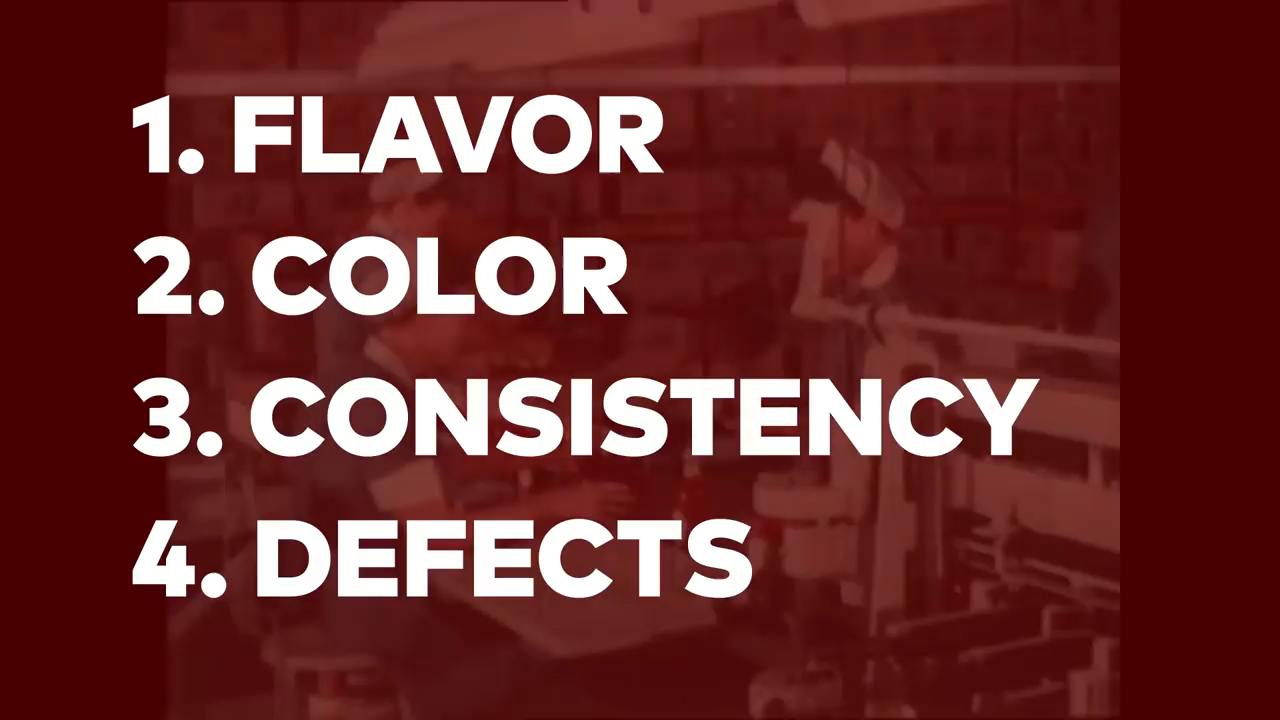 1. FLAVOR
2. COLOR
3. CONSISTENCY
4. DEFECTS